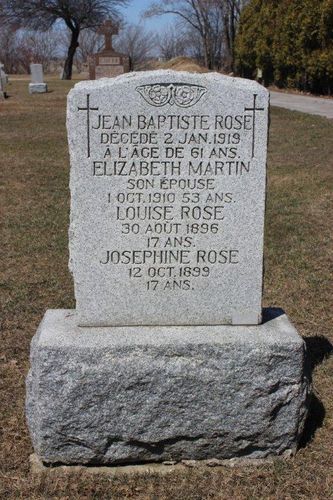 JEAN BAPTISTE ROSE
DÉCÉDÉ 2 JAN. 1919
À L'ÂGE DE 61 ANS.
ELIZABETH MARTIN
SON ÉPOUSE
1 OCT. 1910 53 ANS.
LOUISE ROSE
30 AOÛT 1896
17 ANS.
JOSEPHINE ROSE
12 OCT. 1899
17 ANS.